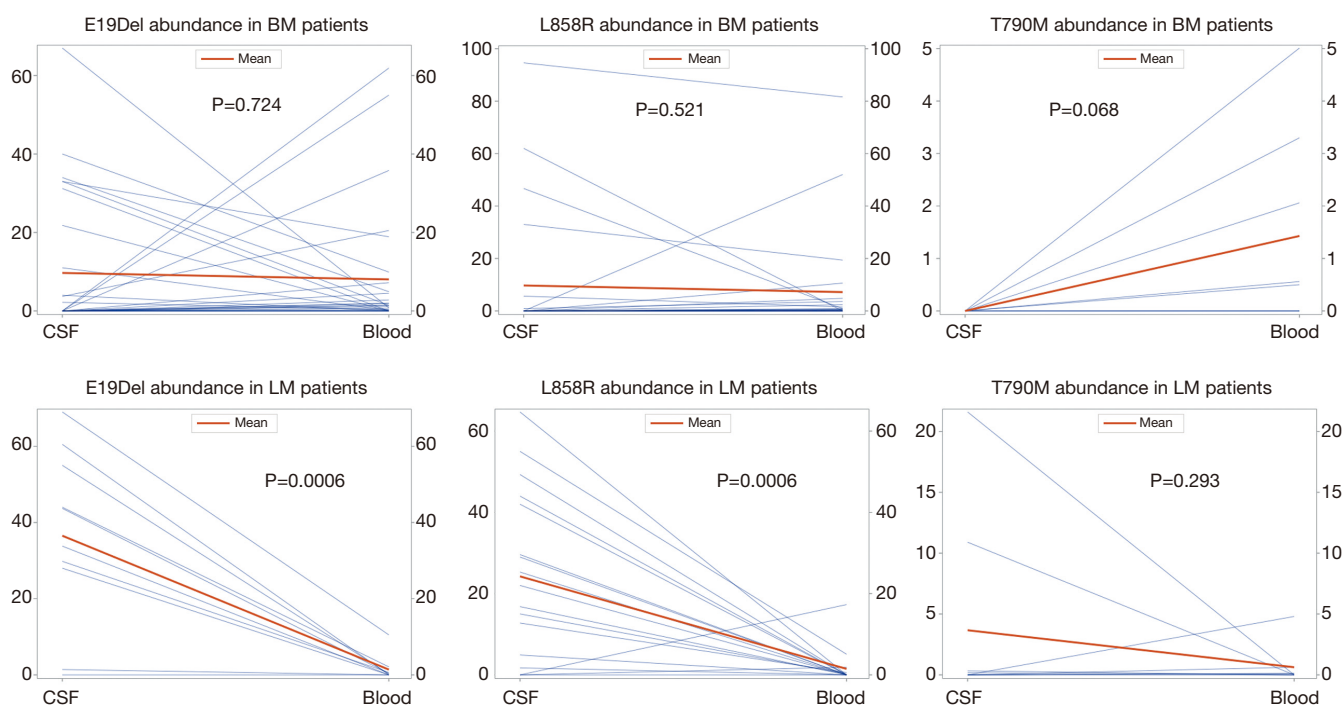 E19Del abundance in BM patients
L858R abundance in BM patients
T790M abundance in BM patients
Mean
Mean
Mean
P=0.724
P=0.521
P=0.068
60
40
20
0
60
40
20
0
100
80
60
40
20
0
100
80
60
40
20
0
5
4
3
2
1
0
5
4
3
2
1
0
CSF
Blood
CSF
Blood
CSF
Blood
E19Del abundance in LM patients
L858R abundance in LM patients
T790M abundance in LM patients
Mean
Mean
Mean
P=0.0006
P=0.0006
P=0.293
60
40
20
0
60
40
20
0
60
40
20
0
60
40
20
0
20
15
10
5
0
20
15
10
5
0
CSF
Blood
CSF
Blood
CSF
Blood